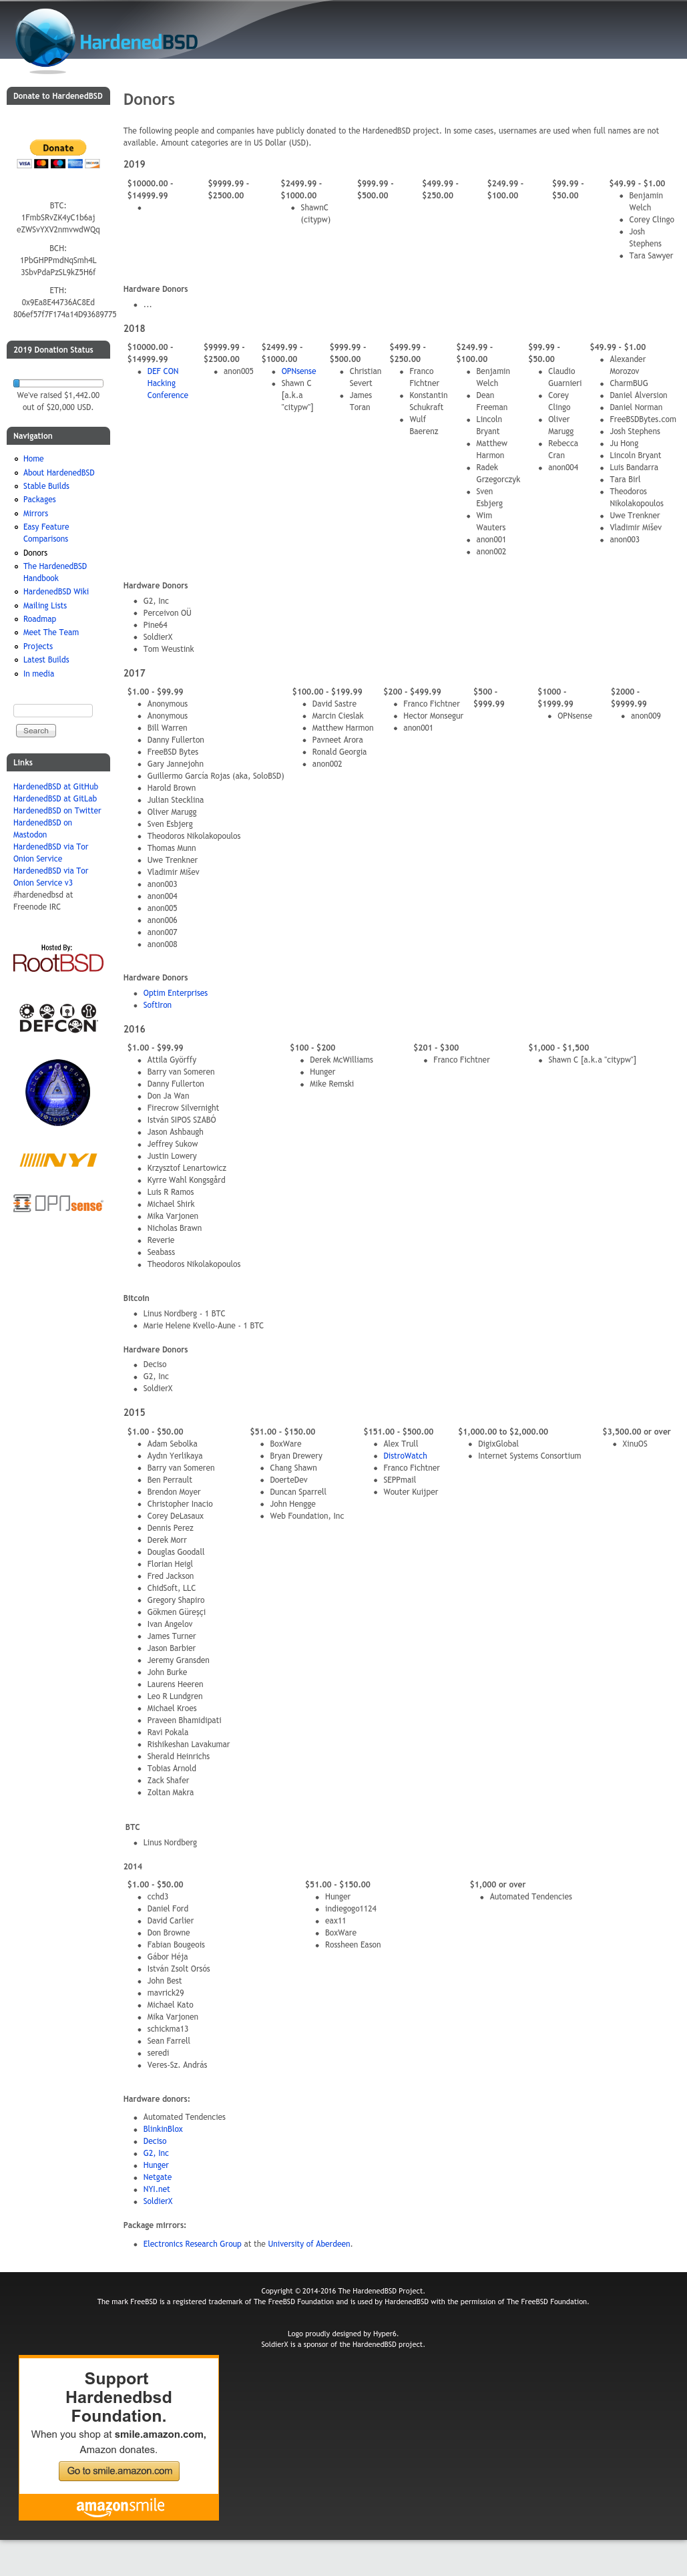 HardenedBSD
Donate to HardenedBSD
Donate
BTC:
1FmbSRvZK4yC1b6aj
eZWSvYXV2nmvwdWQq
BCH:
1PbGHPPmdNqSmh4L
3SbvPdaPzSL9kZ5H6f
ETH:
0x9Ea8E44736AC8Ed
806ef57f7F174a14D93689775
2019 Donation Status
We've raised $1,442.00
out of $20,000 USD.
Navigation
Home
About HardenedBSD
Stable Builds
Packages
Mirrors
Easy Feature
Comparisons
Donors
The HardenedBSD
Handbook
HardenedBSD Wiki
Mailing Lists
Roadmap
Meet The Team
Projects
Latest Builds
In media
Search
Links
HardenedBSD at GitHub
HardenedBSD at GitLab
HardenedBSD on Twitter
HardenedBSD on
Mastodon
HardenedBSD via Tor
Onion Service
HardenedBSD via Tor
Onion Service v3
#hardenedbsd at
Freenode IRC
Hosted By:
RootBSD
DEFCON
SOLDIERX
NYI
OPNsense
Donors
The following people and companies have publicly donated to the HardenedBSD project. In some cases, usernames are used when full names are not
available. Amount categories are in US Dollar (USD).
2019
$10000.00 -
$14999.99
$9999.99 -
$2500.00
$2499.99 -
$1000.00
ShawnC
(citypw)
$999.99 -
$500.00
$499.99 -
$250.00
$249.99 -
$100.00
$99.99 -
$50.00
$49.99 - $1.00
Benjamin
Welch
Corey Clingo
Josh
Stephens
Tara Sawyer
Hardware Donors
...
2018
$10000.00 -
$14999.99
DEF CON
Hacking
Conference
$9999.99 -
$2500.00
anon005
$2499.99 -
$1000.00
OPNsense
Shawn C
[a.k.a
"citypw"]
$999.99 -
$500.00
Christian
Severt
James
Toran
$499.99 -
$250.00
Franco
Fichtner
Konstantin
Schukraft
Wulf
Baerenz
$249.99 -
$100.00
Benjamin
Welch
Dean
Freeman
Lincoln
Bryant
Matthew
Harmon
Radek
Grzegorczyk
Sven
Esbjerg
Wim
Wauters
anon001
anon002
$99.99 -
$50.00
Claudio
Guarnieri
Corey
Clingo
Oliver
Marugg
Rebecca
Cran
anon004
$49.99 - $1.00
Alexander
Morozov
CharmBUG
Daniel Alversion
Daniel Norman
FreeBSDBytes.com
Josh Stephens
Ju Hong
Lincoln Bryant
Luis Bandarra
Tara Birl
Theodoros
Nikolakopoulos
Uwe Trenkner
Vladimir Mišev
anon003
Hardware Donors
G2, Inc
Perceivon OÜ
Pine64
SoldierX
Tom Weustink
2017
$1.00 - $99.99
Anonymous
Anonymous
Bill Warren
Danny Fullerton
FreeBSD Bytes
Gary Jannejohn
Guillermo García Rojas (aka, SoloBSD)
Harold Brown
Julian Stecklina
Oliver Marugg
Sven Esbjerg
Theodoros Nikolakopoulos
Thomas Munn
Uwe Trenkner
Vladimir Mišev
anon003
anon004
anon005
anon006
anon007
anon008
$100.00 - $199.99
David Sastre
Marcin Cieslak
Matthew Harmon
Pavneet Arora
Ronald Georgia
anon002
$200 - $499.99
Franco Fichtner
Hector Monsegur
anon001
$500 -
$999.99
$1000 -
$1999.99
OPNsense
$2000 -
$9999.99
anon009
Hardware Donors
Optim Enterprises
SoftIron
2016
$1.00 - $99.99
Attila Györffy
Barry van Someren
Danny Fullerton
Don Ja Wan
Firecrow Silvernight
István SIPOS SZABÓ
Jason Ashbaugh
Jeffrey Sukow
Justin Lowery
Krzysztof Lenartowicz
Kyrre Wahl Kongsgård
Luis R Ramos
Michael Shirk
Mika Varjonen
Nicholas Brawn
Reverie
Seabass
Theodoros Nikolakopoulos
$100 - $200
Derek McWilliams
Hunger
Mike Remski
$201 - $300
Franco Fichtner
$1,000 - $1,500
Shawn C [a.k.a "citypw"]
Bitcoin
Linus Nordberg - 1 BTC
Marie Helene Kvello-Aune - 1 BTC
Hardware Donors
Deciso
G2, Inc
SoldierX
2015
$1.00 - $50.00
Adam Sebolka
Aydın Yerlikaya
Barry van Someren
Ben Perrault
Brendon Moyer
Christopher Inacio
Corey DeLasaux
Dennis Perez
Derek Morr
Douglas Goodall
Florian Heigl
Fred Jackson
ChidSoft, LLC
Gregory Shapiro
Gökmen Güreşçi
Ivan Angelov
James Turner
Jason Barbier
Jeremy Gransden
John Burke
Laurens Heeren
Leo R Lundgren
Michael Kroes
Praveen Bhamidipati
Ravi Pokala
Rishikeshan Lavakumar
Sherald Heinrichs
Tobias Arnold
Zack Shafer
Zoltan Makra
$51.00 - $150.00
BoxWare
Bryan Drewery
Chang Shawn
DoerteDev
Duncan Sparrell
John Hengge
Web Foundation, Inc
$151.00 - $500.00
Alex Trull
DistroWatch
Franco Fichtner
SEPPmail
Wouter Kuijper
$1,000.00 to $2,000.00
DigixGlobal
Internet Systems Consortium
$3,500.00 or over
XinuOS
BTC
Linus Nordberg
2014
$1.00 - $50.00
cchd3
Daniel Ford
David Carlier
Don Browne
Fabian Bougeois
Gábor Héja
István Zsolt Orsós
John Best
mavrick29
Michael Kato
Mika Varjonen
schickma13
Sean Farrell
seredi
Veres-Sz. András
$51.00 - $150.00
Hunger
indiegogo1124
eax11
BoxWare
Rossheen Eason
$1,000 or over
Automated Tendencies
Hardware donors:
Automated Tendencies
BlinkinBlox
Deciso
G2, Inc
Hunger
Netgate
NYI.net
SoldierX
Package mirrors:
Electronics Research Group at the University of Aberdeen.
Copyright © 2014-2016 The HardenedBSD Project.
The mark FreeBSD is a registered trademark of The FreeBSD Foundation and is used by HardenedBSD with the permission of The FreeBSD Foundation.
Logo proudly designed by Hyper6.
SoldierX is a sponsor of the HardenedBSD project.
Support
Hardenedbsd
Foundation.
When you shop at smile.amazon.com,
Amazon donates.
Go to smile.amazon.com
amazonsmile